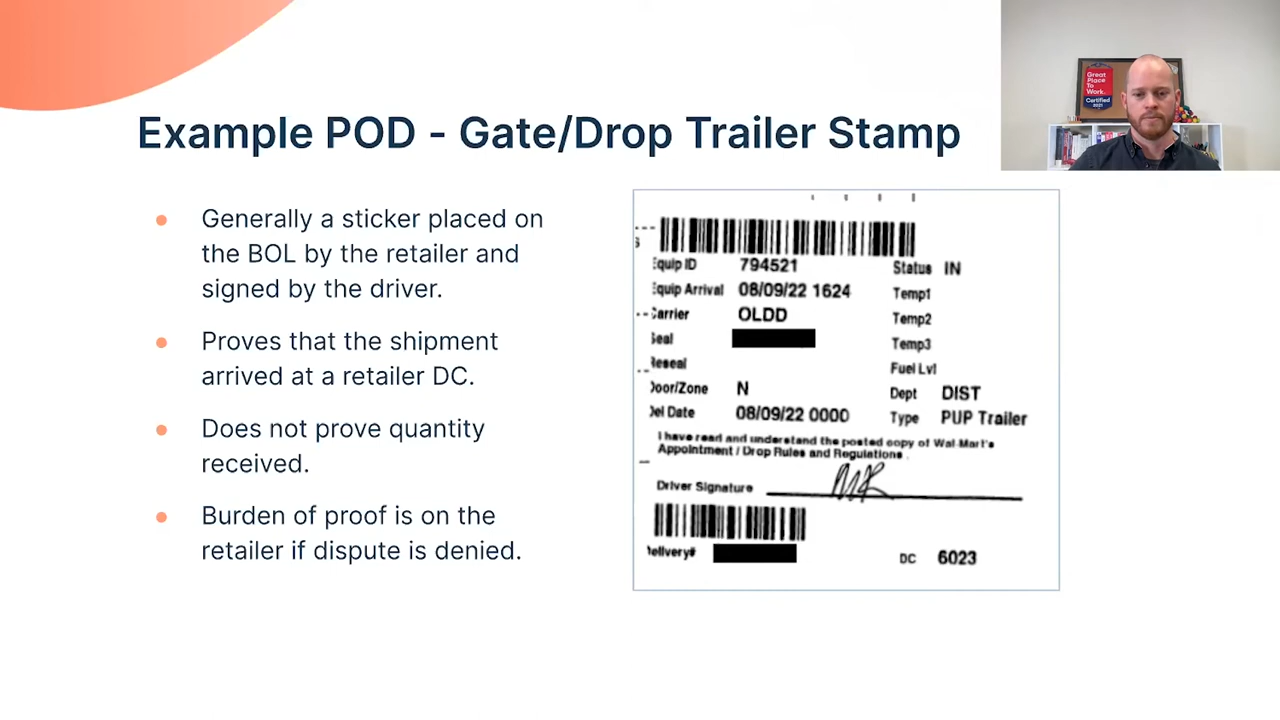 Example POD - Gate/Drop Trailer Stamp
Generally a sticker placed on
the BOL by the retailer and
signed by the driver.
Proves that the shipment
arrived at a retailer DC.
Does not prove quantity
received.
Burden of proof is on the
retailer if dispute is denied.
Equip ID 794521 Status IN
Equip Arrival 08/09/22 1624 Temp1
Carrier OLDD Temp2
Seal Temp3
Reseal Fuel Lvl
Door/Zone N Dept DIST
Del Date 08/09/22 0000 Type PUP Trailer
I have read and understand the posted copy of Wal-Mart's
Appointment / Drop Rules and Regulations .
Driver Signature
Delivery# DC 6023
Great
Place
To
Work.
Certified
2021